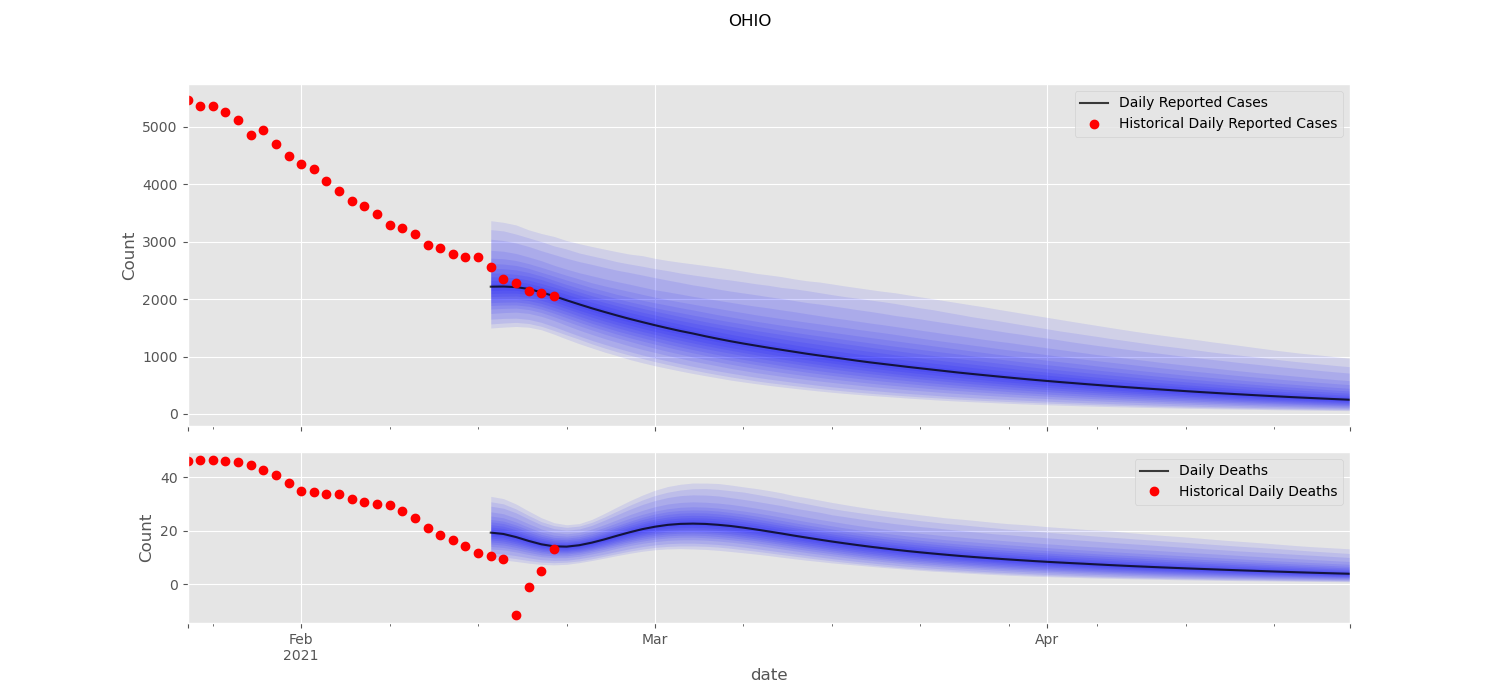 OHIO
Daily Reported Cases
Historical Daily Reported Cases
Count
5000
4000
3000
2000
1000
0
Daily Deaths
Historical Daily Deaths
Count
40
20
0
Feb
2021
Mar
Apr
date